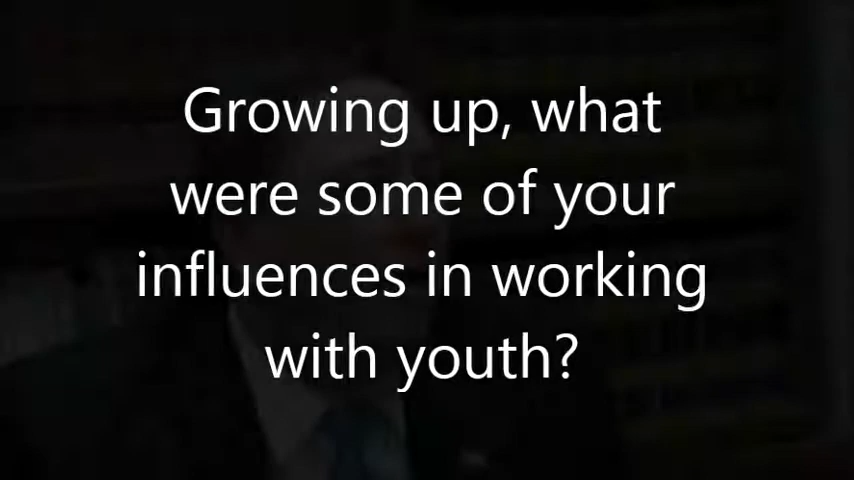 Growing up, what
were some of your
influences in working
with youth?